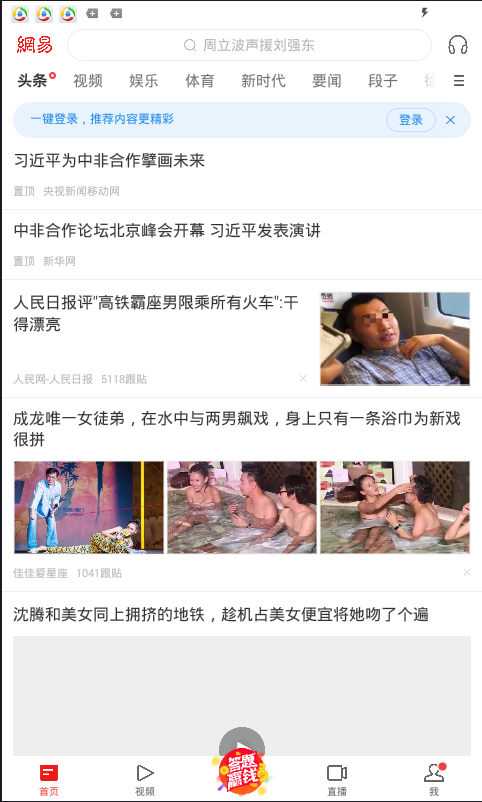 網易
周立波声援刘强东
头条 视频 娱乐 体育 新时代 要闻 段子
一键登录，推荐内容更精彩 登录
习近平为中非合作擘画未来
置顶 央视新闻移动网
中非合作论坛北京峰会开幕 习近平发表演讲
置顶 新华网
人民日报评"高铁霸座男限乘所有火车":干
得漂亮
人民网-人民日报 5118跟贴
成龙唯一女徒弟，在水中与两男飙戏，身上只有一条浴巾为新戏
很拼
佳佳爱星座 1041跟贴
沈腾和美女同上拥挤的地铁，趁机占美女便宜将她吻了个遍
答题
赢钱
首页 视频 直播 我